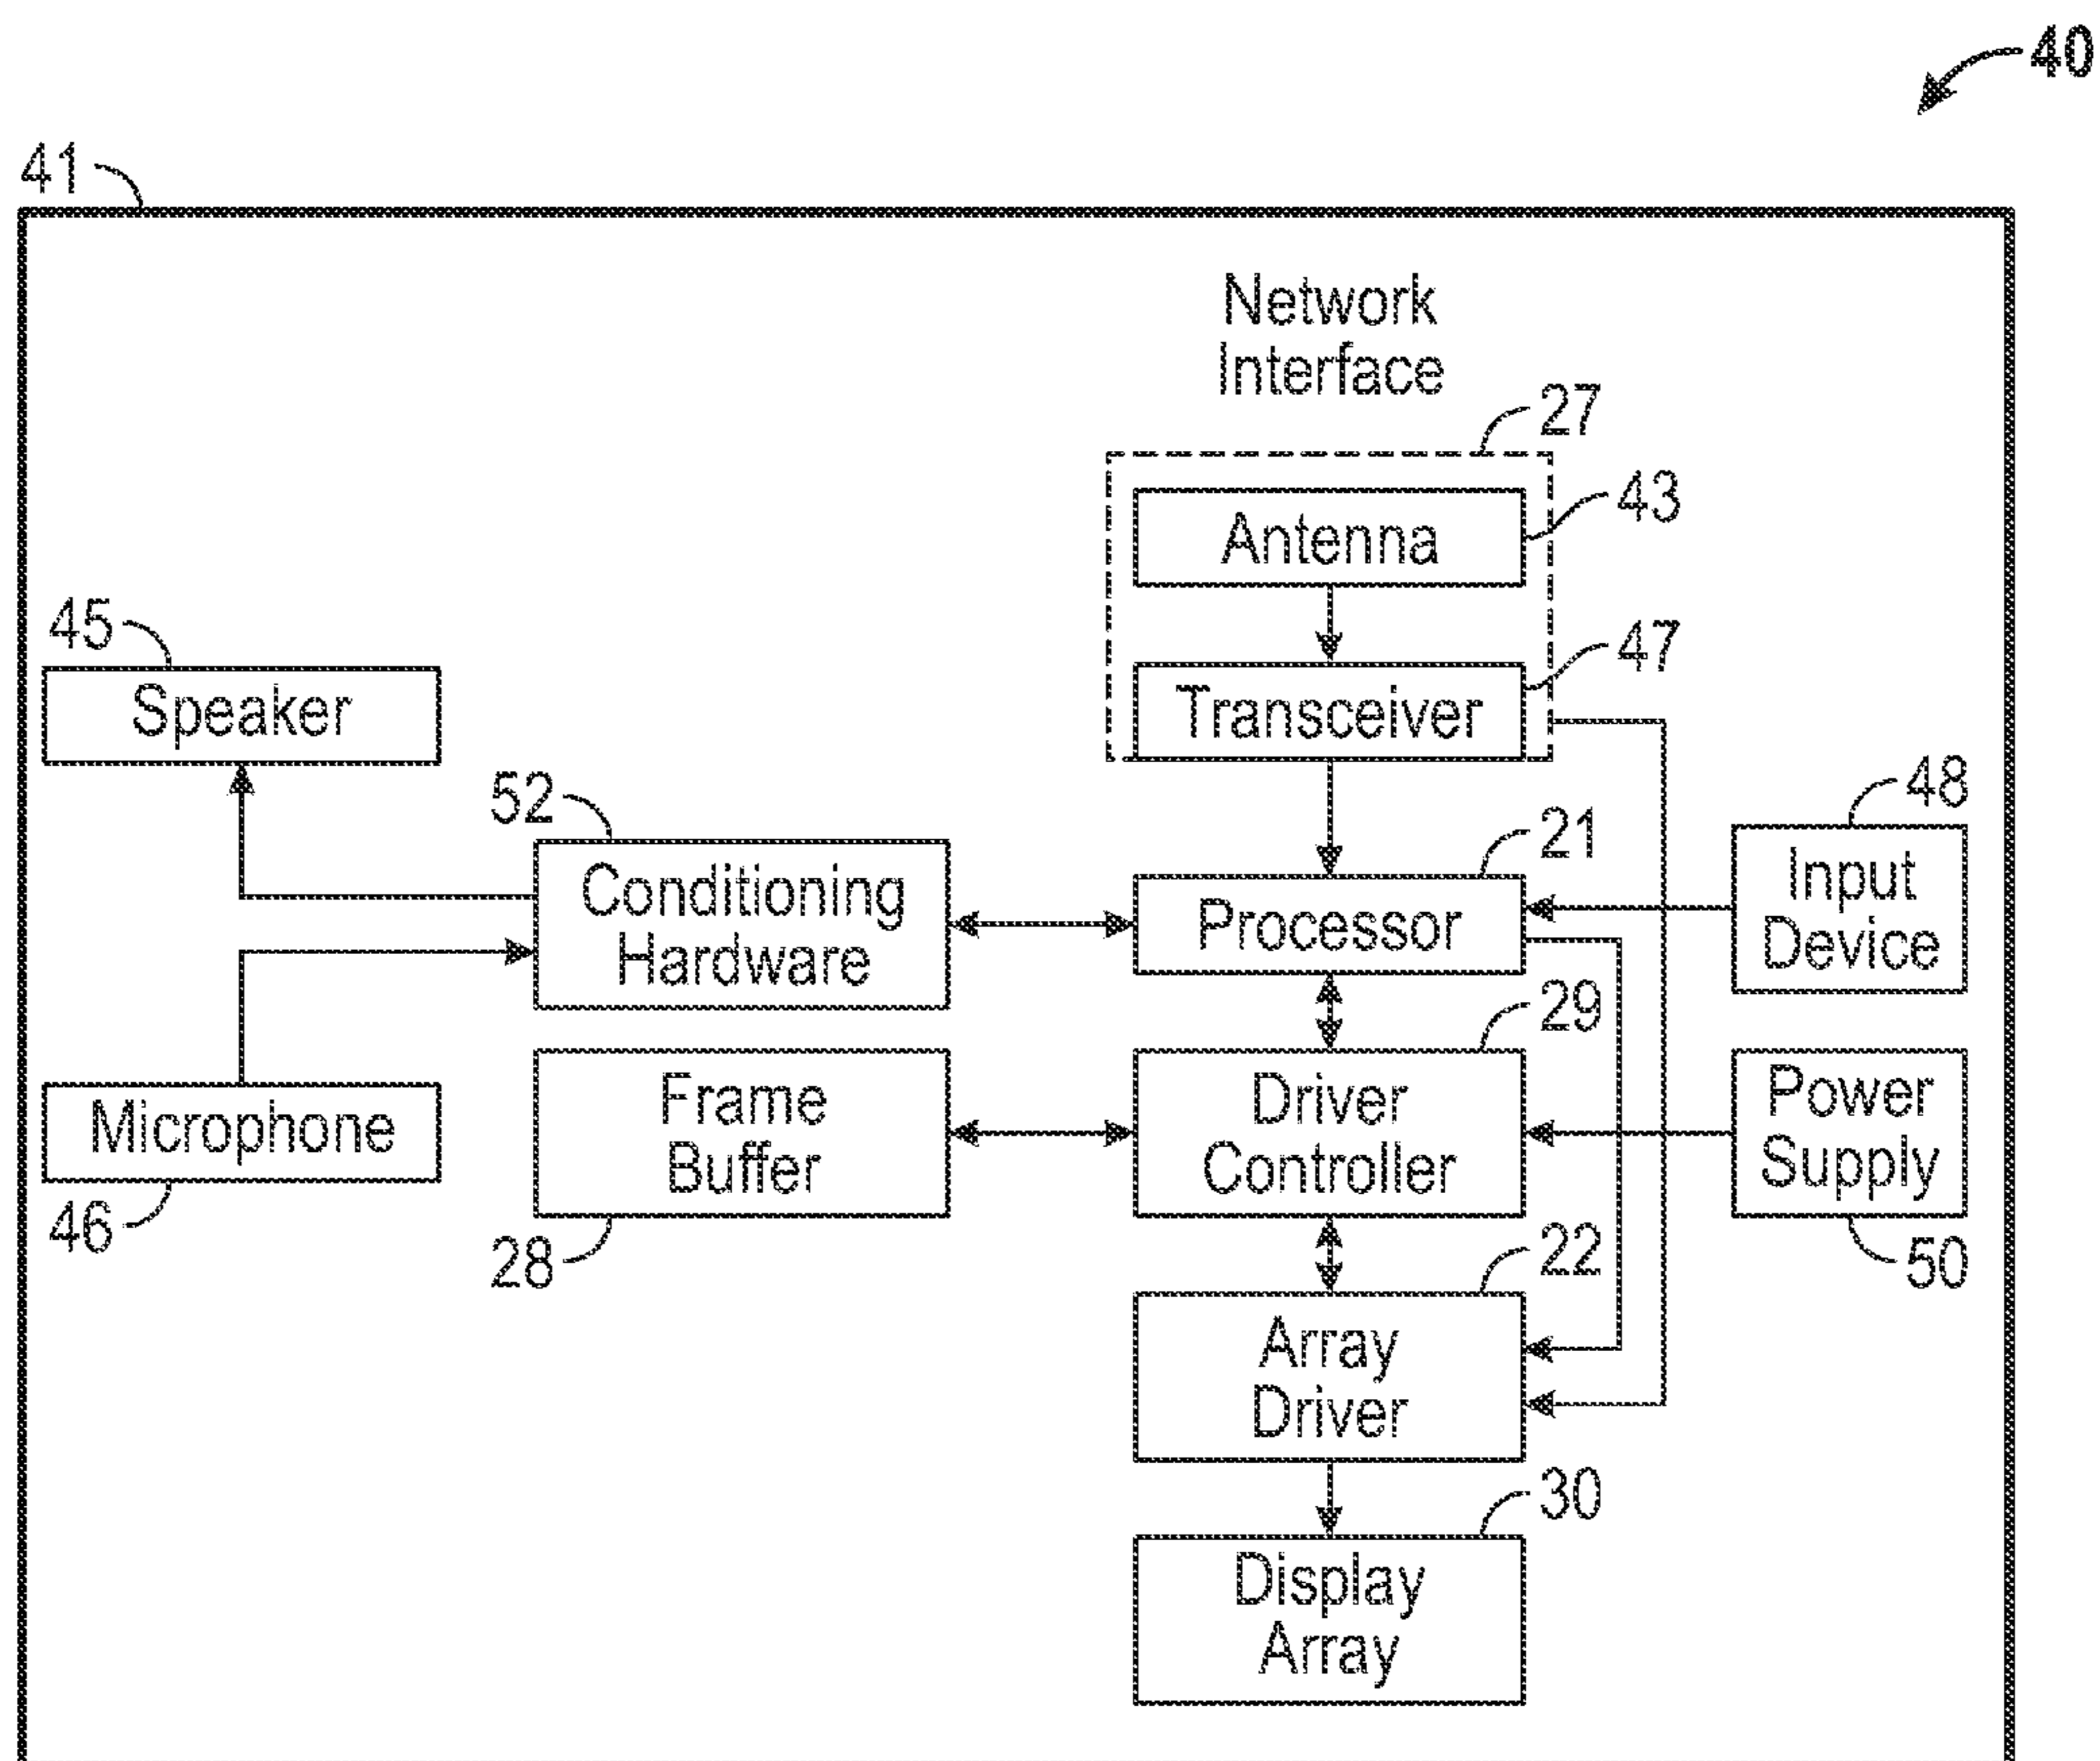 40
41
Network
Interface
27
Antenna
43
45
Speaker
47
Transceiver
52
Conditioning
Hardware
21
Processor
48
Input
Device
29
Microphone
46
Frame
Buffer
28
Driver
Controller
Power
Supply
50
22
Array
Driver
30
Display
Array